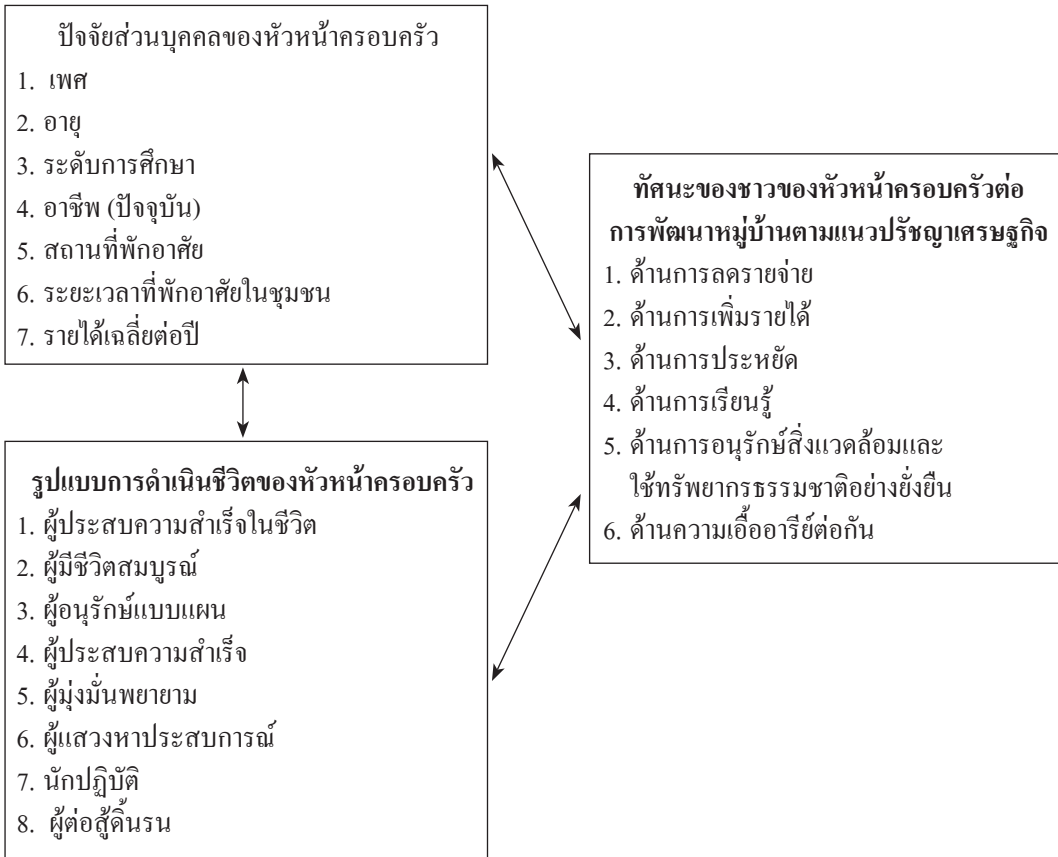 ปัจจัยส่วนบุคคลของหัวหน้าครอบครัว
1. เพศ
2. อายุ
3. ระดับการศึกษา
4. อาชีพ (ปัจจุบัน)
5. สถานที่พักอาศัย
6. ระยะเวลาที่พักอาศัยในชุมชน
7. รายได้เฉลี่ยต่อปี
รูปแบบการดำเนินชีวิตของหัวหน้าครอบครัว
1. ผู้ประสบความสำเร็จในชีวิต
2. ผู้มีชีวิตสมบูรณ์
3. ผู้อนุรักษ์แบบแผน
4. ผู้ประสบความสำเร็จ
5. ผู้มุ่งมั่นพยายาม
6. ผู้แสวงหาประสบการณ์
7. นักปฏิบัติ
8. ผู้ต่อสู้ดิ้นรน
ทัศนะของชาวของหัวหน้าครอบครัวต่อ
การพัฒนาหมู่บ้านตามแนวปรัชญาเศรษฐกิจ
1. ด้านการลดรายจ่าย
2. ด้านการเพิ่มรายได้
3. ด้านการประหยัด
4. ด้านการเรียนรู้
5. ด้านการอนุรักษ์สิ่งแวดล้อมและ
ใช้ทรัพยากรธรรมชาติอย่างยั่งยืน
6. ด้านความเอื้ออารีย์ต่อกัน